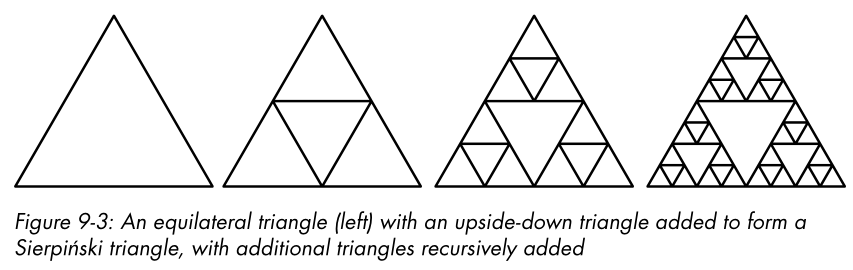 Figure 9-3: An equilateral triangle (left) with an upside-down triangle added to form a
Sierpiński triangle, with additional triangles recursively added